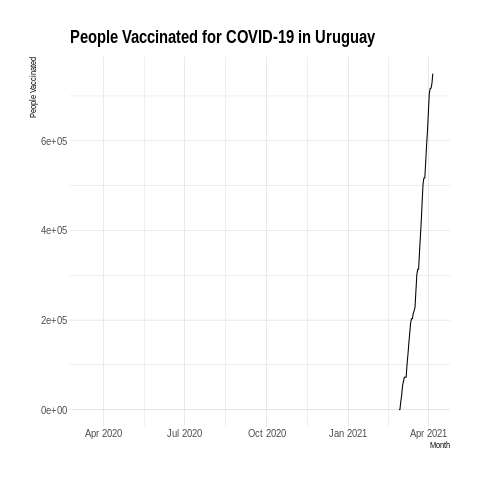 People Vaccinated for COVID-19 in Uruguay
People Vaccinated
6e+05
4e+05
2e+05
0e+00
Apr 2020 Jul 2020 Oct 2020 Jan 2021 Apr 2021
Month